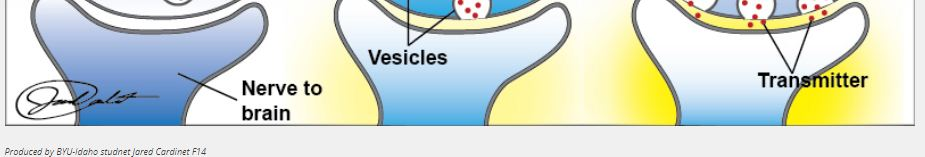 Vesicles
Transmitter
Nerve to
brain
Produced by BYU-Idaho studnet Jared Cardinet F14